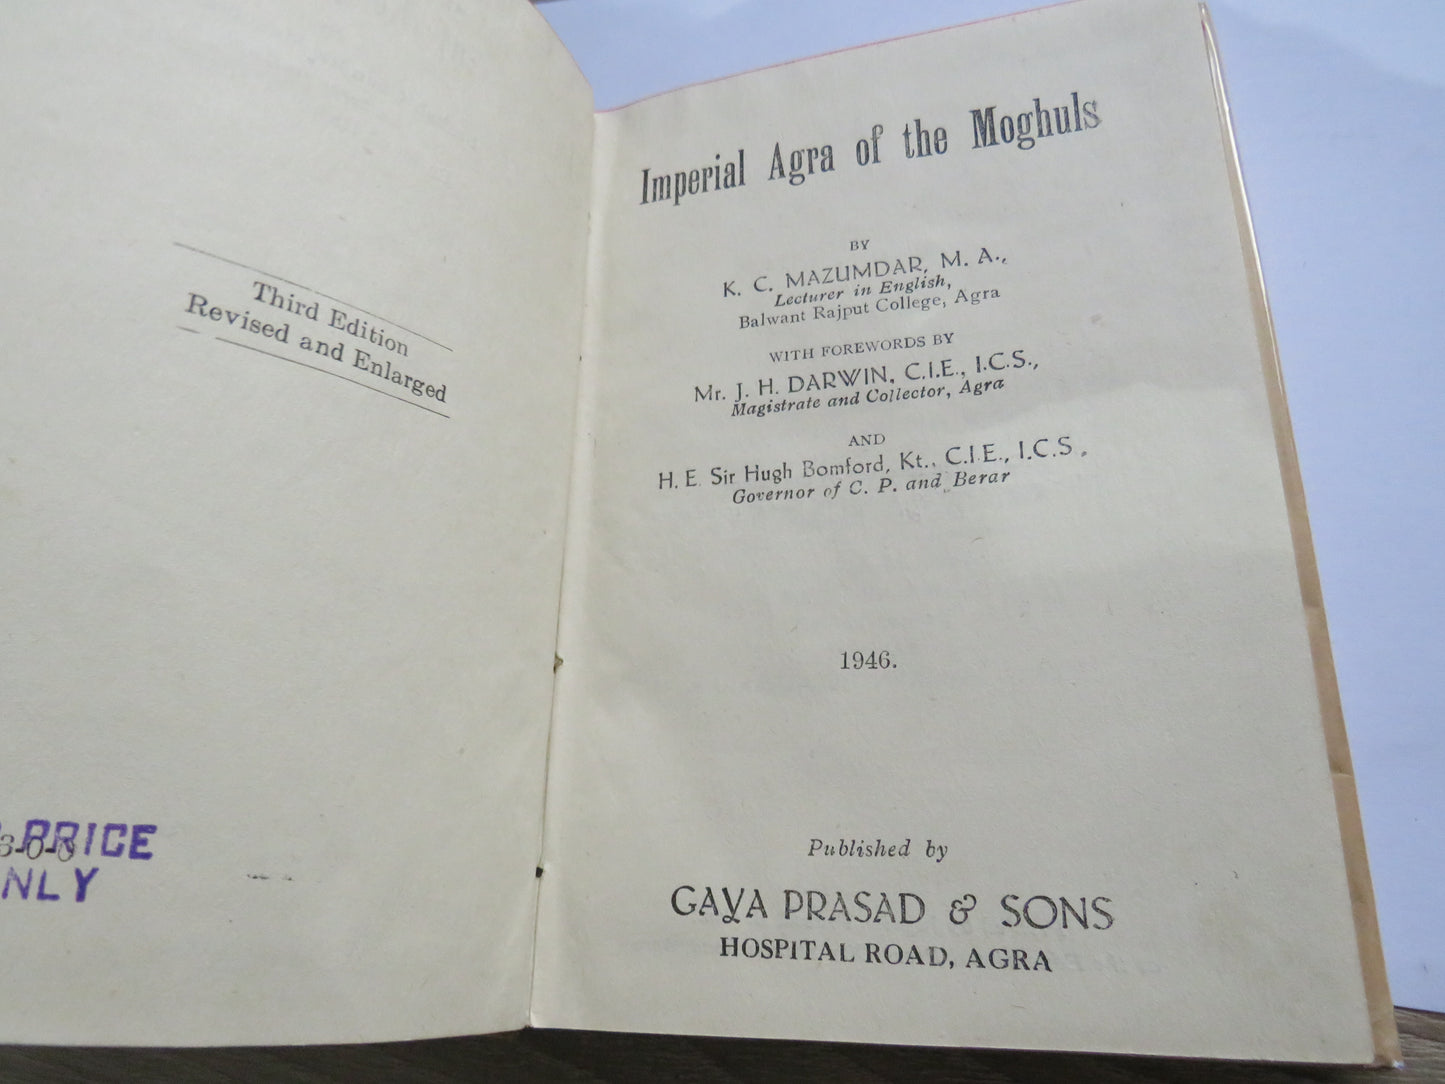 Third Edition
Revised and Enlarged
PRICE
NLY
Imperial Agra of the Moghuls
BY
K. C. MAZUMDAR, M. A.,
Lecturer in English,
Balwant Rajput College, Agra
WITH FOREWORDS BY
Mr. J. H. DARWIN, C.I.E., I.C.S.,
Magistrate and Collector, Agra
AND
H. E. Sir Hugh Bomford, Kt., C.I.E., I.C.S.,
Governor of C. P. and Berar
1946.
Published by
GAYA PRASAD & SONS
HOSPITAL ROAD, AGRA